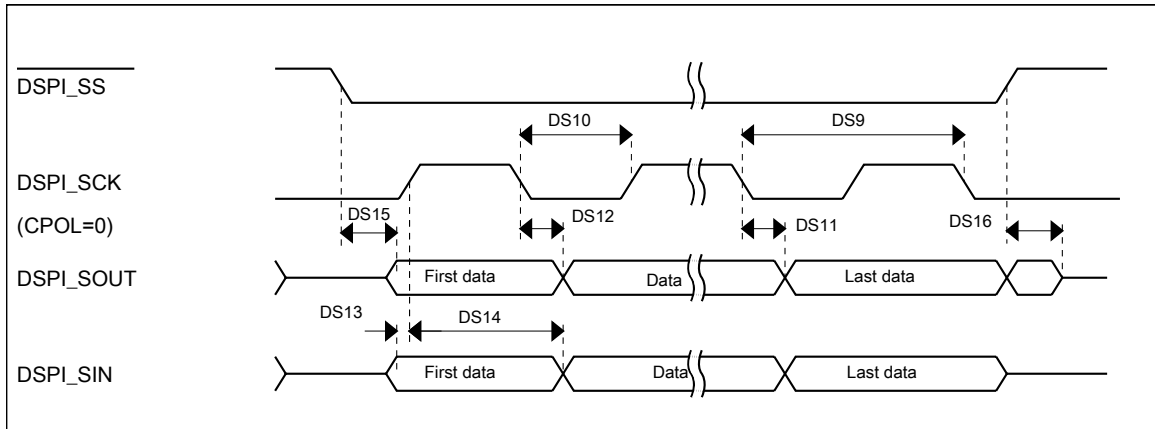 DSPI_SS
DS10
DS9
DSPI_SCK
(CPOL=0)
DS15
DS12
DS11
DS16
DSPI_SOUT
First data
Data
Last data
DS13
DS14
DSPI_SIN
First data
Data
Last data